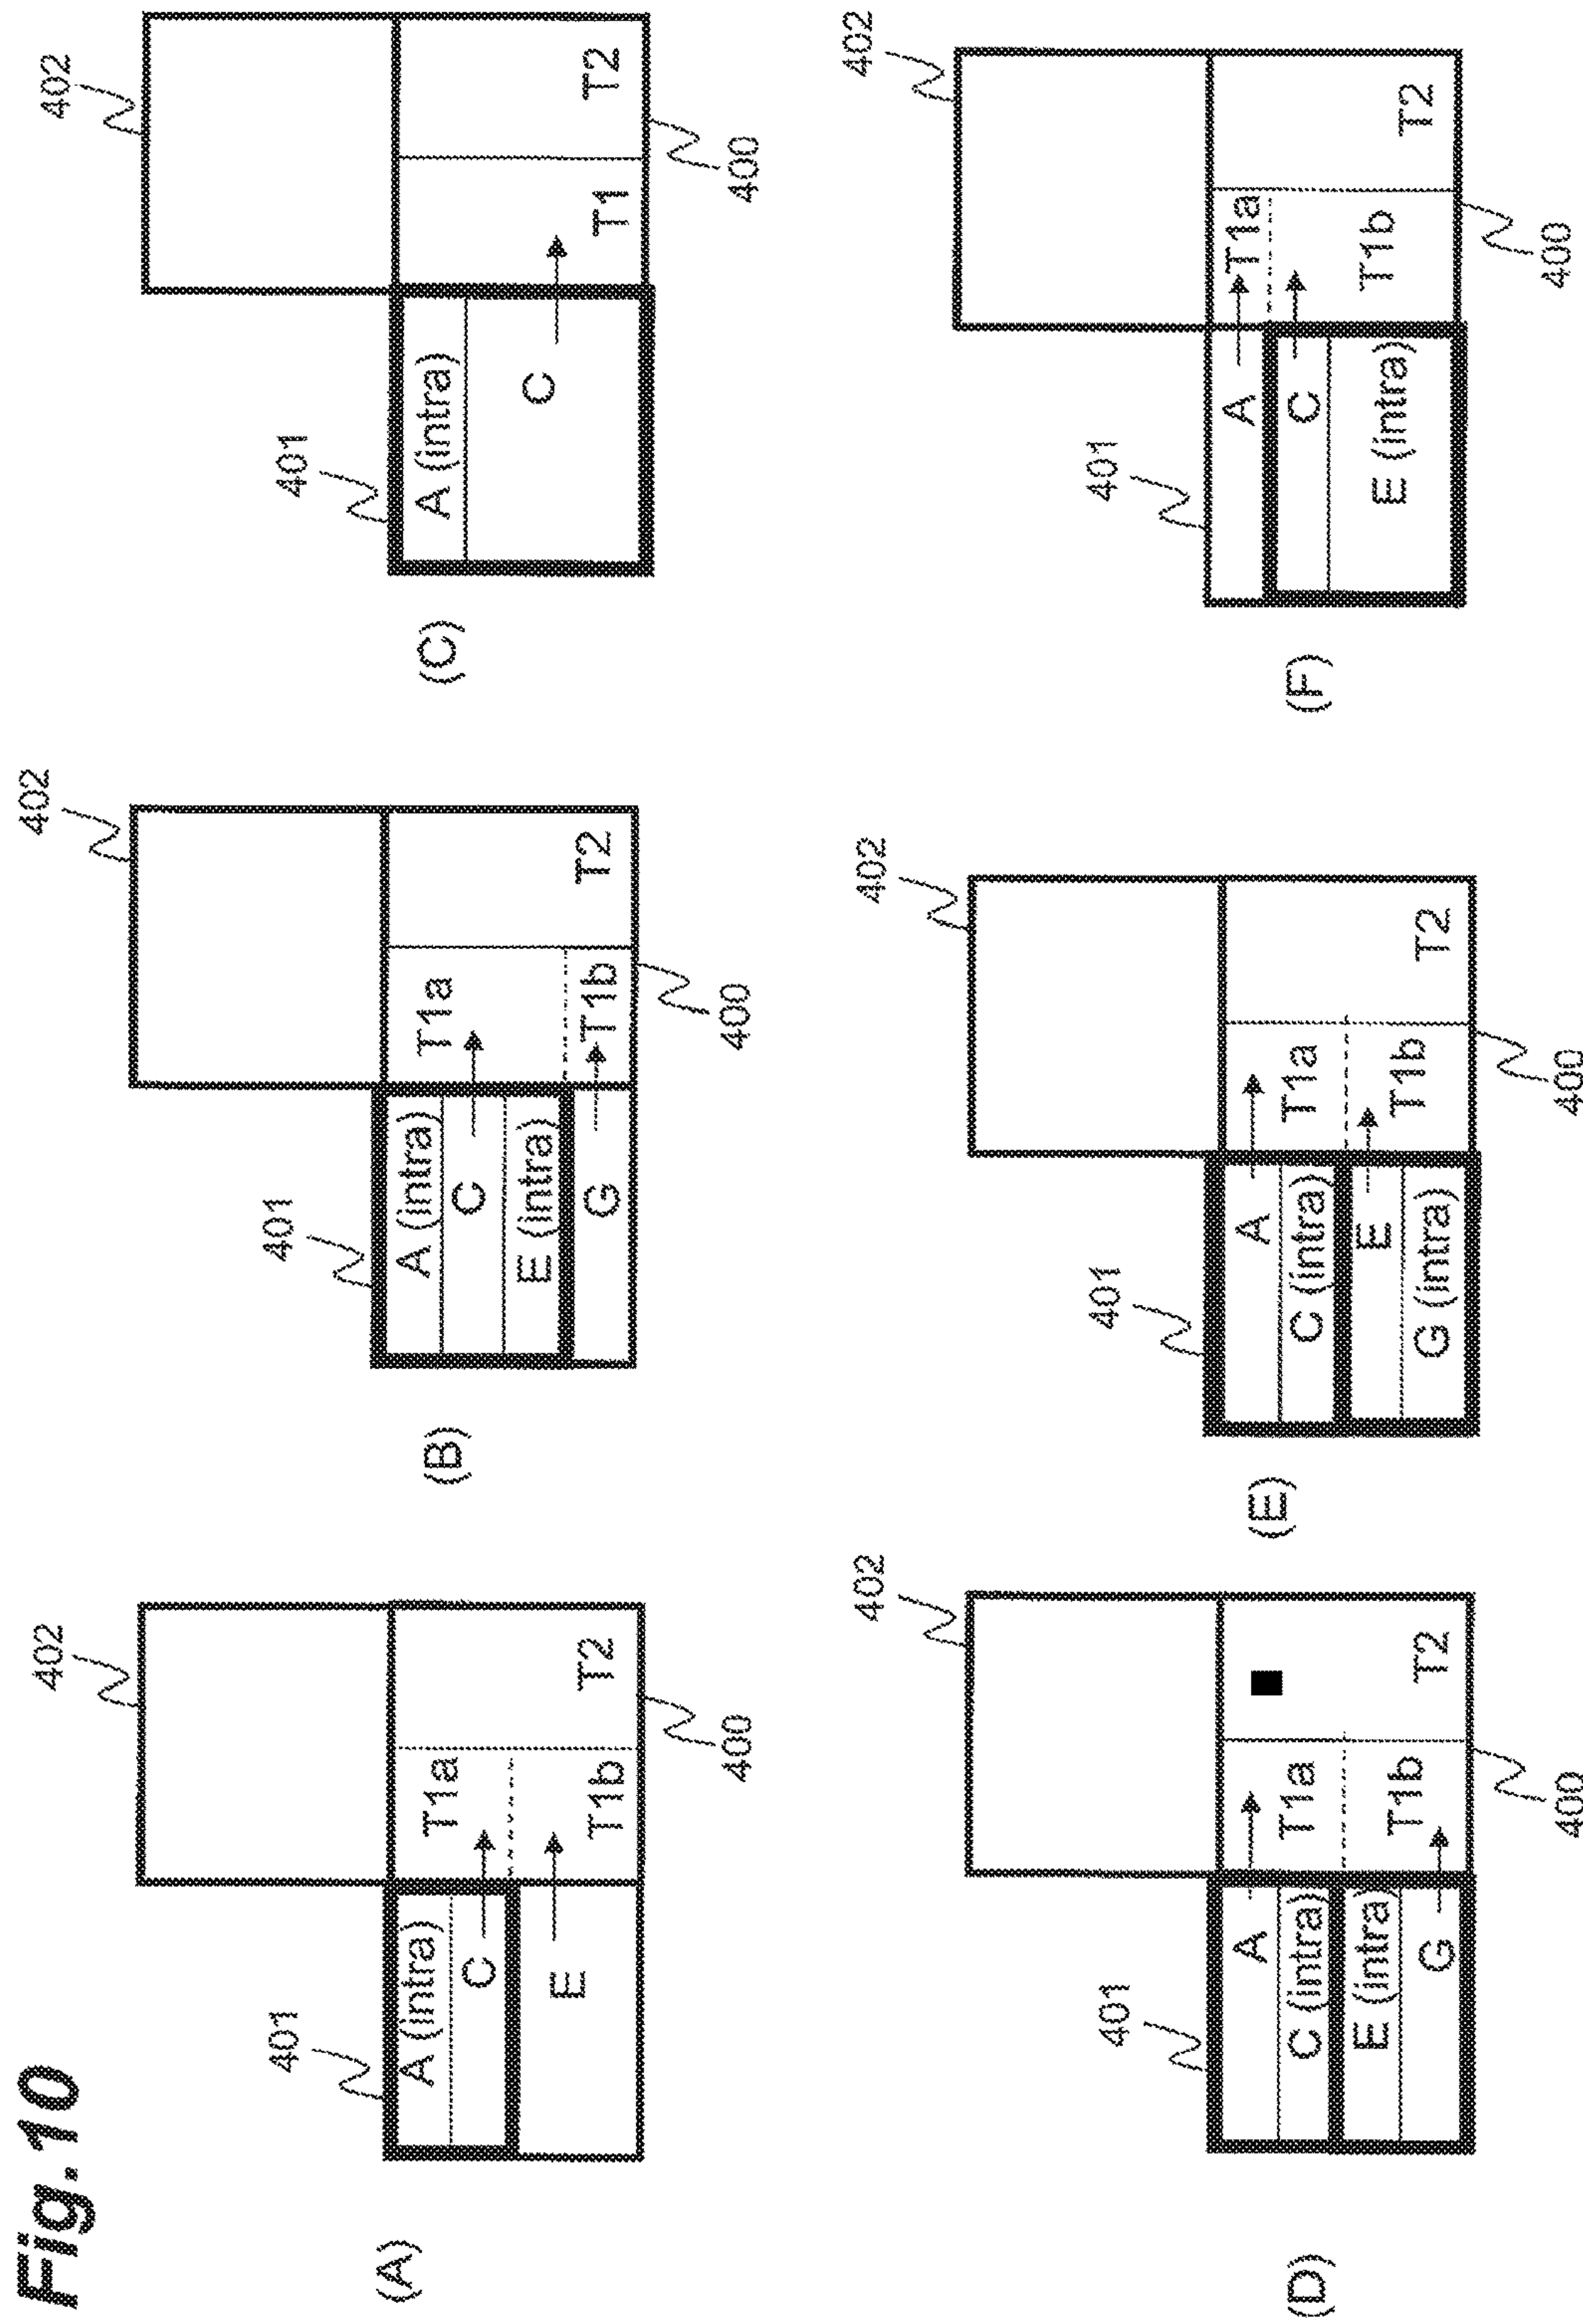 Fig.10
(A)
401
402
A (intra)
C
E
T1a
T1b
T2
400
(B)
401
402
A (intra)
C
E (intra)
G
T1a
T1b
T2
400
(C)
401
402
A (intra)
C
T1
T2
400
(D)
401
402
A
C (intra)
E (intra)
G
T1a
T1b
T2
400
(E)
401
402
A
C (intra)
E
G (intra)
T1a
T1b
T2
400
(F)
401
402
A
C
E (intra)
T1a
T1b
T2
400